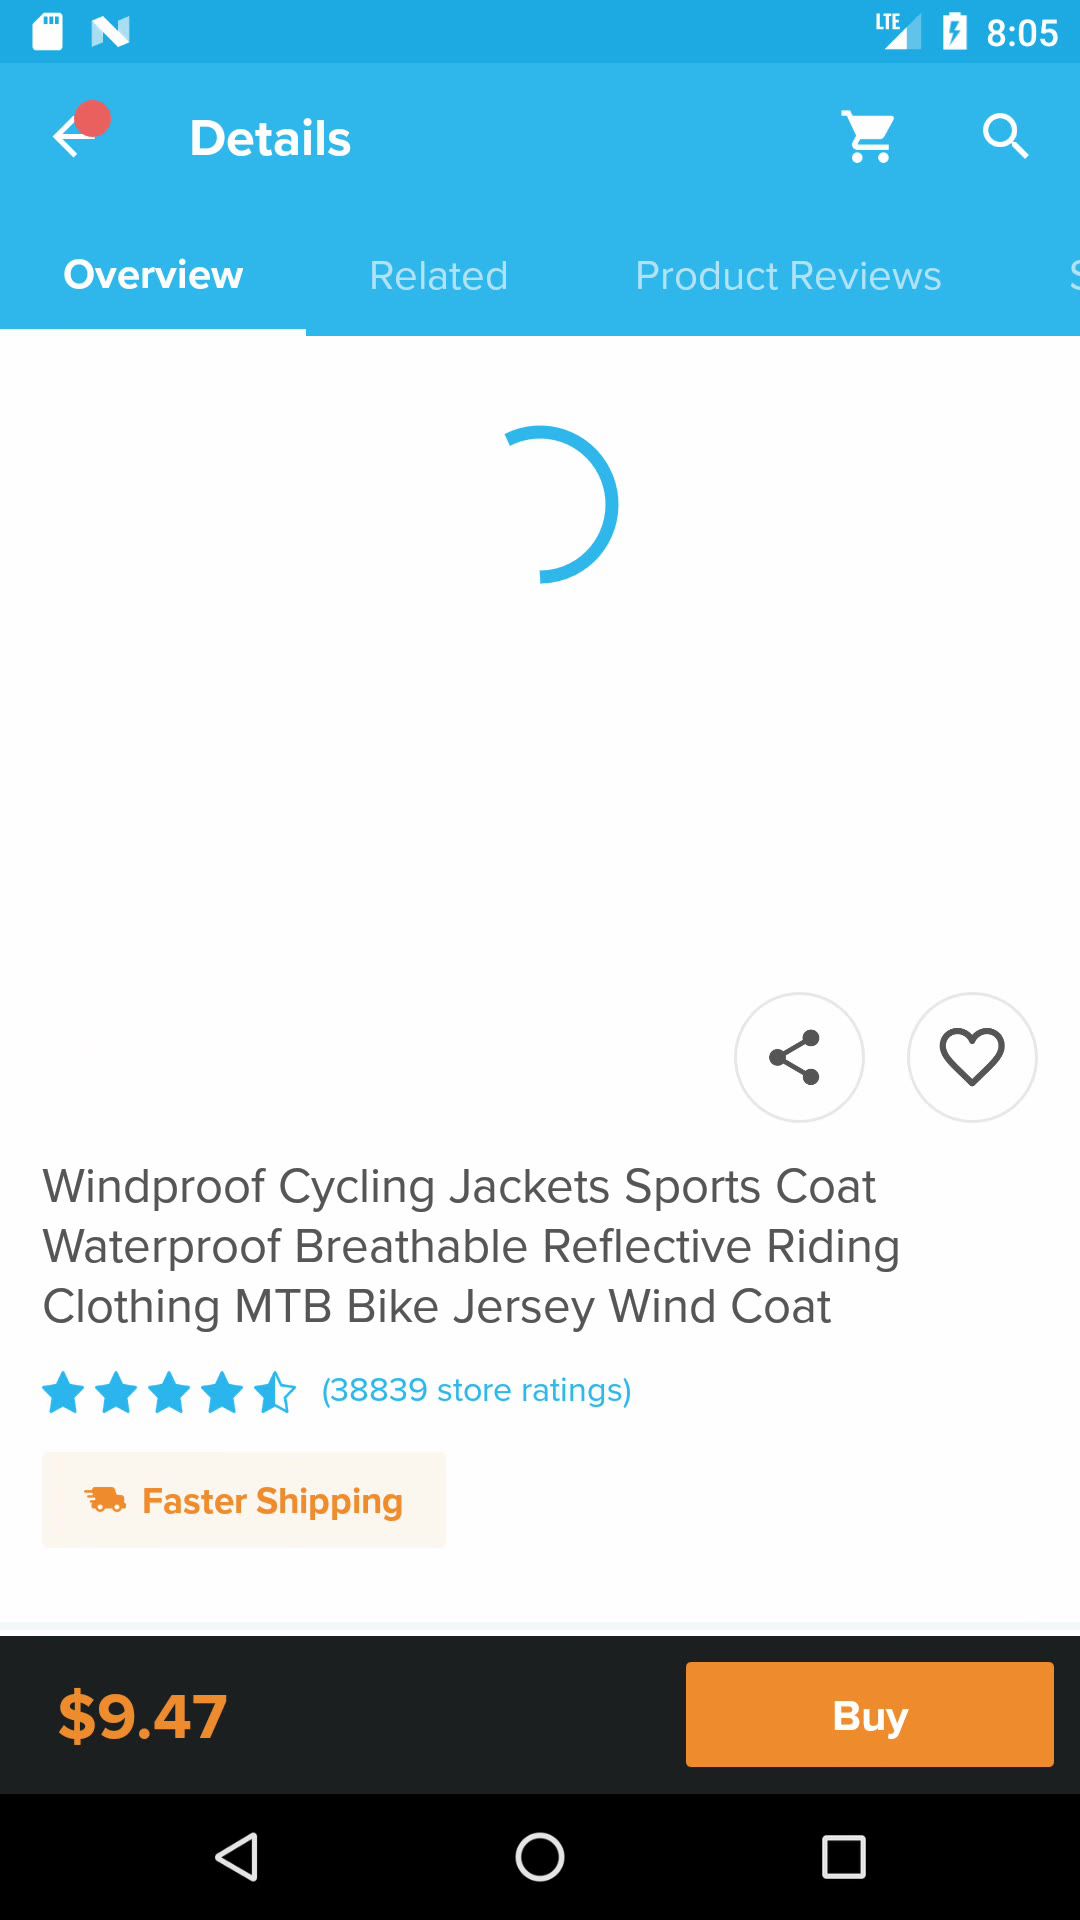 LTE 8:05
Details
Overview Related Product Reviews
Windproof Cycling Jackets Sports Coat
Waterproof Breathable Reflective Riding
Clothing MTB Bike Jersey Wind Coat
(38839 store ratings)
Faster Shipping
$9.47 Buy